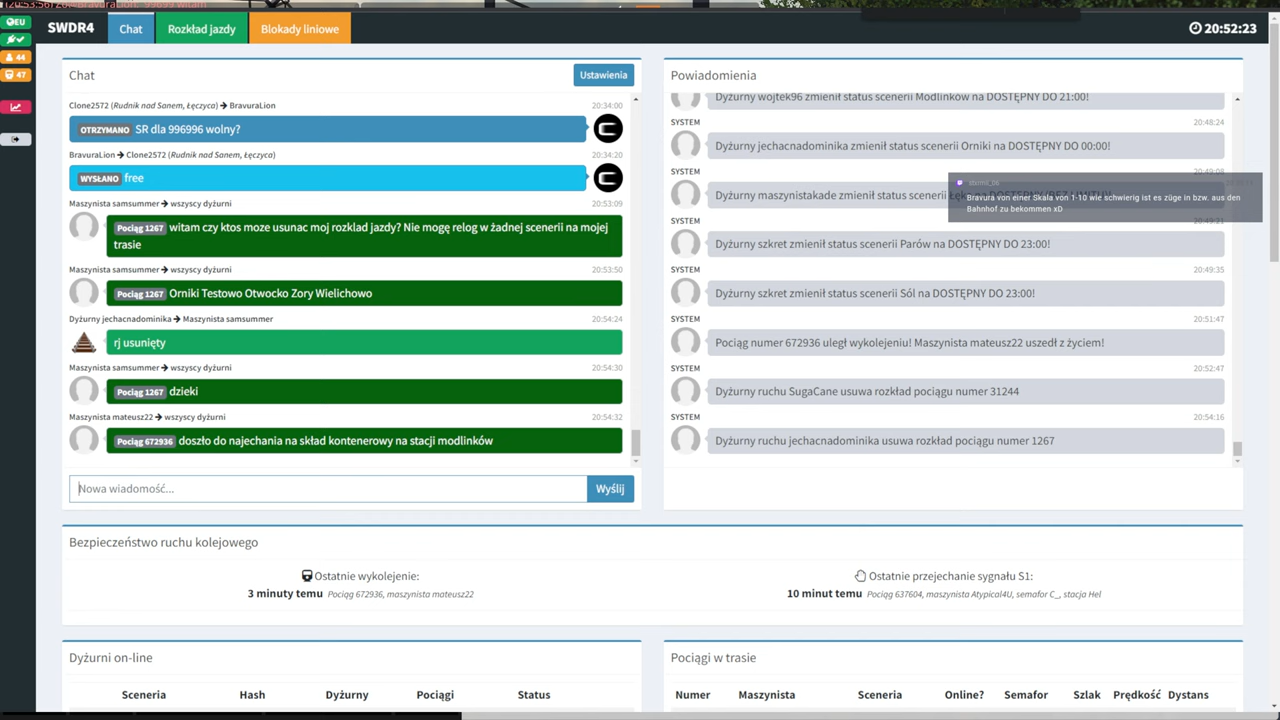 EU
44
47
SWDR4
Chat
Rozkład jazdy
Blokady liniowe
20:52:23
Chat
Ustawienia
Clone2572 (Rudnik nad Sanem, Łęczyca) → BravuraLion
20:34:00
OTRZYMANO SR dla 996996 wolny?
BravuraLion → Clone2572 (Rudnik nad Sanem, Łęczyca)
20:34:20
WYSŁANO free
Maszynista samsummer → wszyscy dyżurni
20:53:09
Pociąg 1267 witam czy ktos moze usunac moj rozklad jazdy? Nie mogę relog w żadnej scenerii na mojej
trasie
Maszynista samsummer → wszyscy dyżurni
20:53:50
Pociąg 1267 Orniki Testowo Otwocko Zory Wielichowo
Dyżurny jechacnadominika → Maszynista samsummer
20:54:24
rj usunięty
Maszynista samsummer → wszyscy dyżurni
20:54:30
Pociąg 1267 dzieki
Maszynista mateusz22 → wszyscy dyżurni
20:54:32
Pociąg 672936 doszło do najechania na skład kontenerowy na stacji modlinków
Nowa wiadomość...
Wyślij
Powiadomienia
Dyżurny wojtek96 zmienił status scenerii Modlinków na DOSTĘPNY DO 21:00!
SYSTEM
20:48:24
Dyżurny jechacnadominika zmienił status scenerii Orniki na DOSTĘPNY DO 00:00!
SYSTEM
20:49:08
Dyżurny maszynistakade zmienił status scenerii
Bravura von einer Skala von 1-10 wie schwierig ist es züge in bzw. aus den
Bahnhof zu bekommen xD
SYSTEM
Dyżurny szkret zmienił status scenerii Parów na DOSTĘPNY DO 23:00!
SYSTEM
20:49:35
Dyżurny szkret zmienił status scenerii Sól na DOSTĘPNY DO 23:00!
SYSTEM
20:51:47
Pociąg numer 672936 uległ wykolejeniu! Maszynista mateusz22 uszedł z życiem!
SYSTEM
20:52:47
Dyżurny ruchu SugaCane usuwa rozkład pociągu numer 31244
SYSTEM
20:54:16
Dyżurny ruchu jechacnadominika usuwa rozkład pociągu numer 1267
Bezpieczeństwo ruchu kolejowego
Ostatnie wykolejenie:
3 minuty temu Pociąg 672936, maszynista mateusz22
Ostatnie przejechanie sygnału S1:
10 minut temu Pociąg 637604, maszynista Atypical4U, semafor C_, stacja Hel
Dyżurni on-line
Sceneria Hash Dyżurny Pociągi Status
Pociągi w trasie
Numer Maszynista Sceneria Online? Semafor Szlak Prędkość Dystans